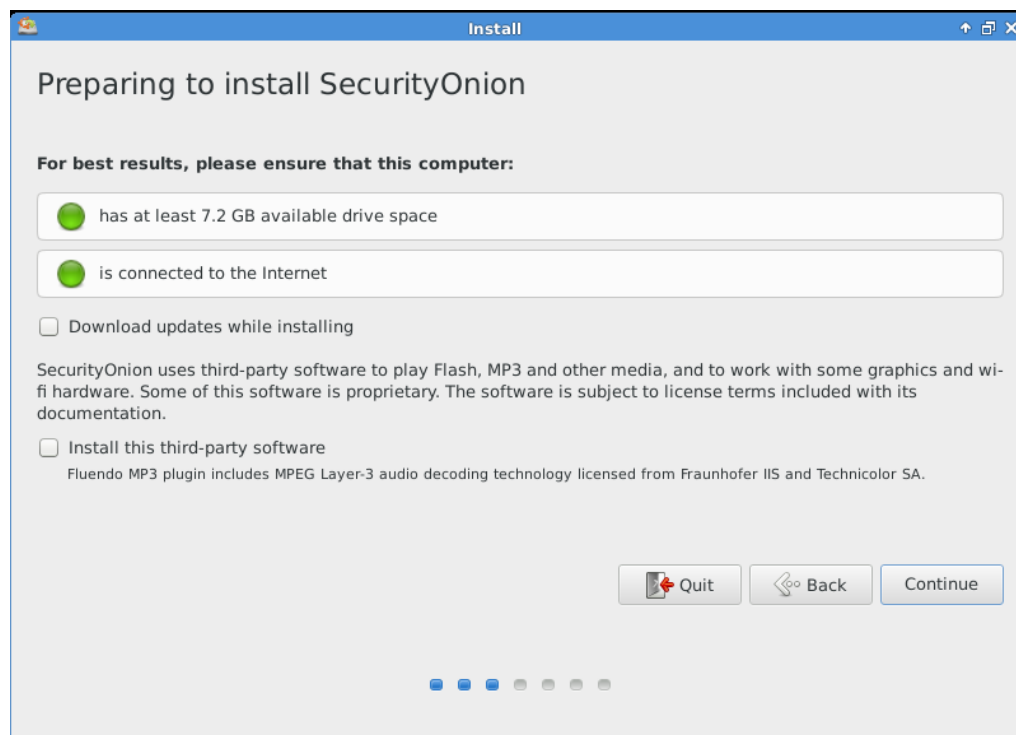 Install
Preparing to install SecurityOnion
For best results, please ensure that this computer:
has at least 7.2 GB available drive space
is connected to the Internet
Download updates while installing
SecurityOnion uses third-party software to play Flash, MP3 and other media, and to work with some graphics and wi-
fi hardware. Some of this software is proprietary. The software is subject to license terms included with its
documentation.
Install this third-party software
Fluendo MP3 plugin includes MPEG Layer-3 audio decoding technology licensed from Fraunhofer IIS and Technicolor SA.
Quit Back Continue